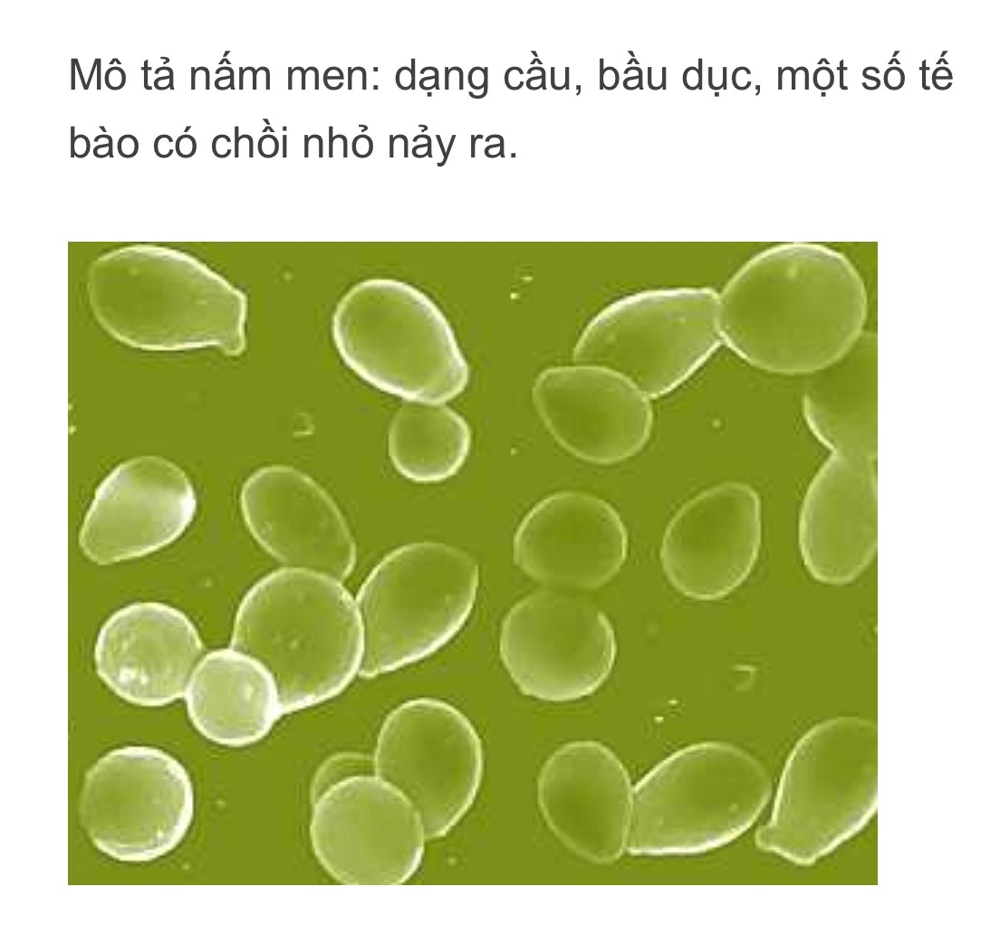 Mô tả nấm men: dạng cầu, bầu dục, một số tế
bào có chồi nhỏ nảy ra.